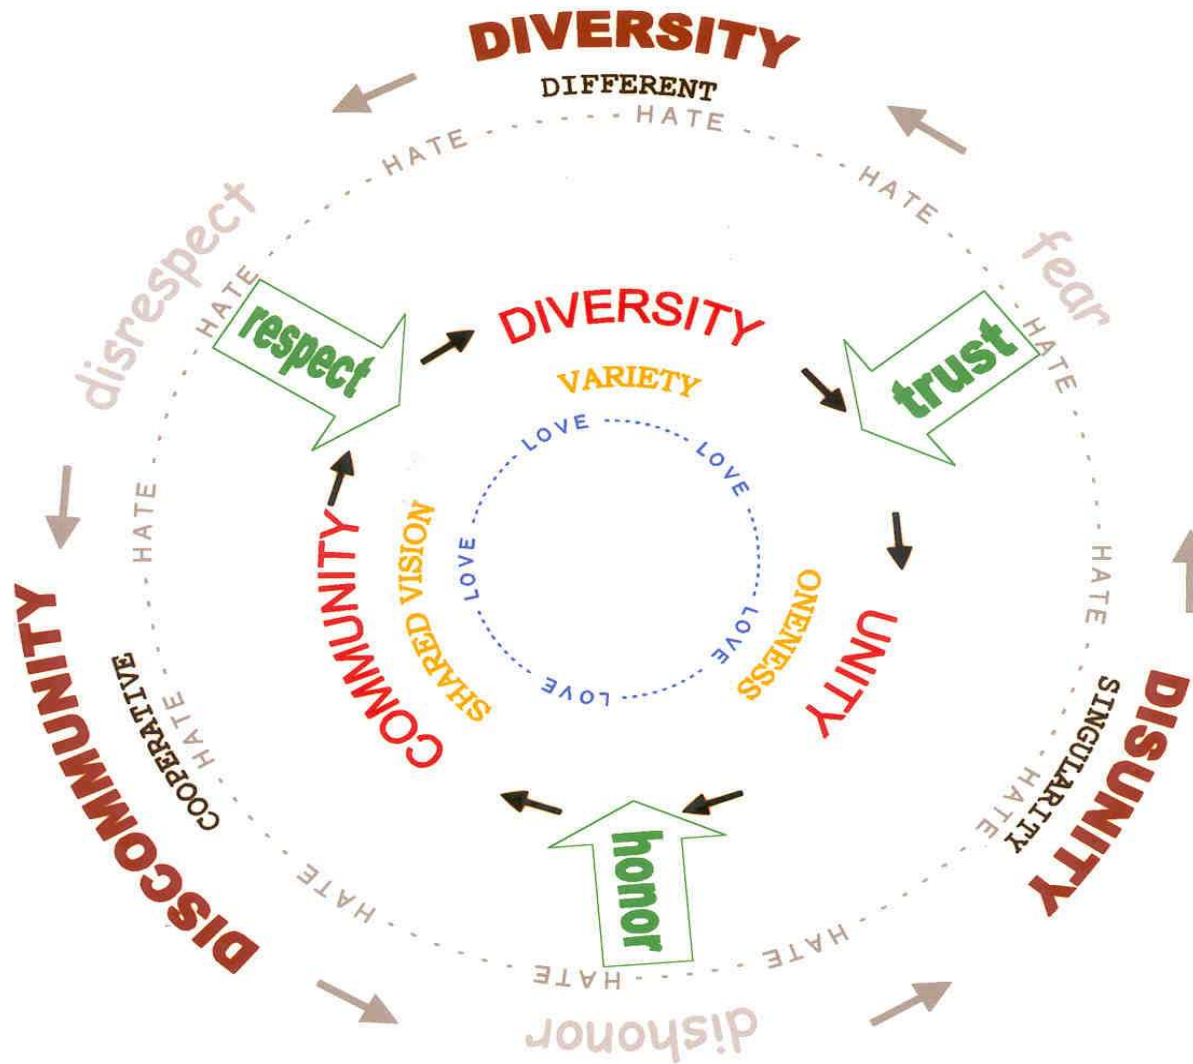 DIVERSITY
DIFFERENT
HATE
HATE
HATE
HATE
HATE
HATE
HATE
HATE
HATE
HATE
HATE
HATE
HATE
disrespect
fear
respect
trust
DIVERSITY
VARIETY
LOVE
LOVE
LOVE
LOVE
LOVE
COMMUNITY
SHARED VISION
ONENESS
UNITY
DISCOMMUNITY
COOPERATIVE
SINGULARITY
DISUNITY
honor
dishonor